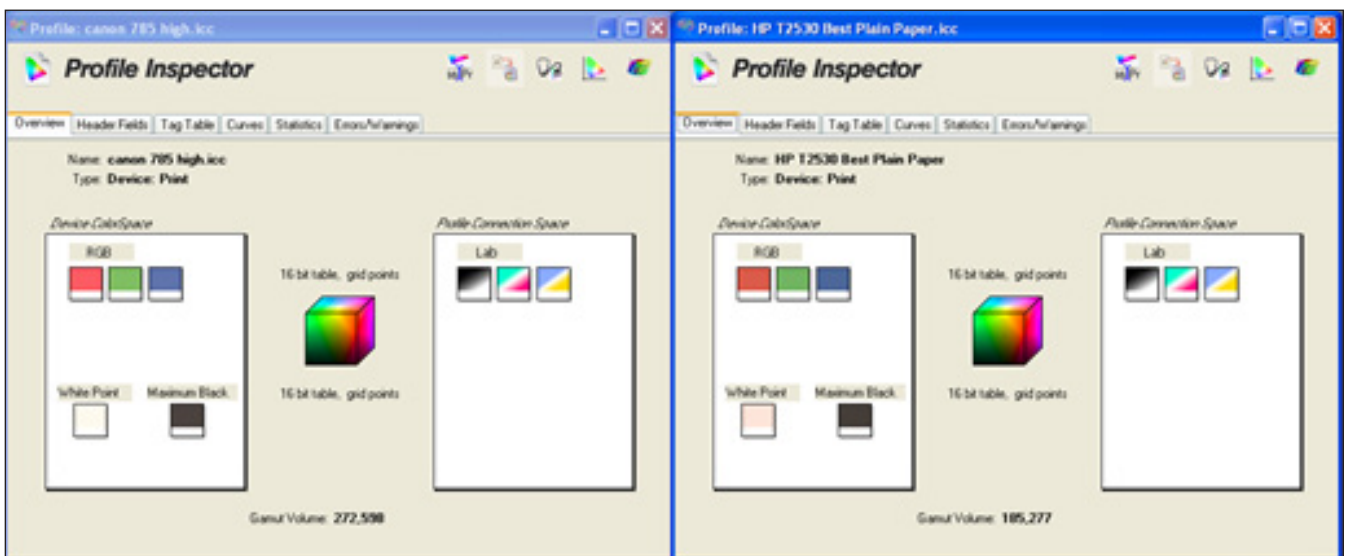 Profile: canon 785 high.icc
Profile Inspector
Overview Header Fields Tag Table Curves Statistics Errors/Warnings
Name: canon 785 high.icc
Type: Device: Print
Device ColorSpace
Profile Connection Space
RGB
Lab
16 bit table, grid points
White Point
Maximum Black
16 bit table, grid points
Gamut Volume: 272,598
Profile: HP T2530 Best Plain Paper.icc
Profile Inspector
Overview Header Fields Tag Table Curves Statistics Errors/Warnings
Name: HP T2530 Best Plain Paper
Type: Device: Print
Device ColorSpace
Profile Connection Space
RGB
Lab
16 bit table, grid points
White Point
Maximum Black
16 bit table, grid points
Gamut Volume: 185,277